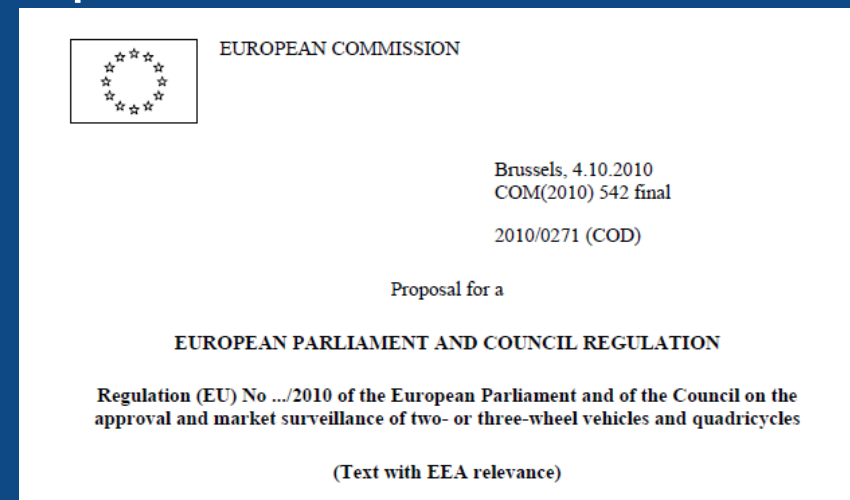 EUROPEAN COMMISSION
Brussels, 4.10.2010
COM(2010) 542 final
2010/0271 (COD)
Proposal for a
EUROPEAN PARLIAMENT AND COUNCIL REGULATION
Regulation (EU) No .../2010 of the European Parliament and of the Council on the
approval and market surveillance of two- or three-wheel vehicles and quadricycles
(Text with EEA relevance)